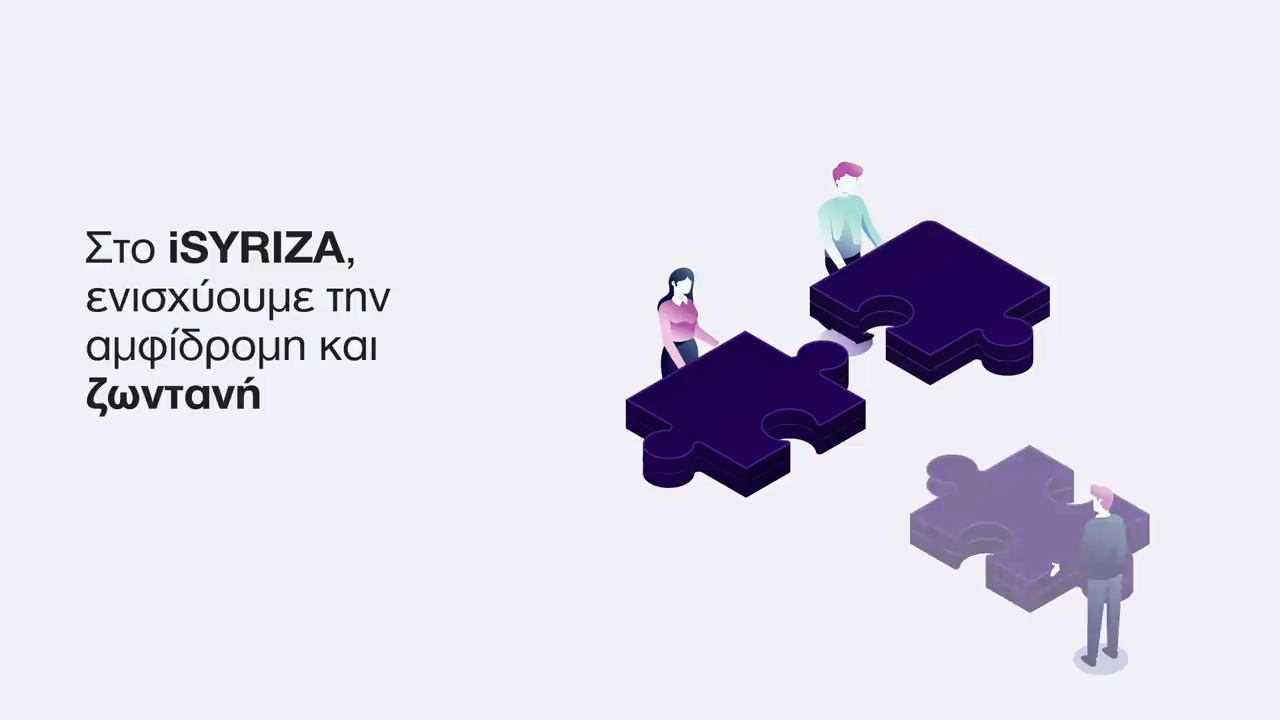 Στο iSYRIZA,
ενισχύουμε την
αμφίδρομη και
ζωντανή